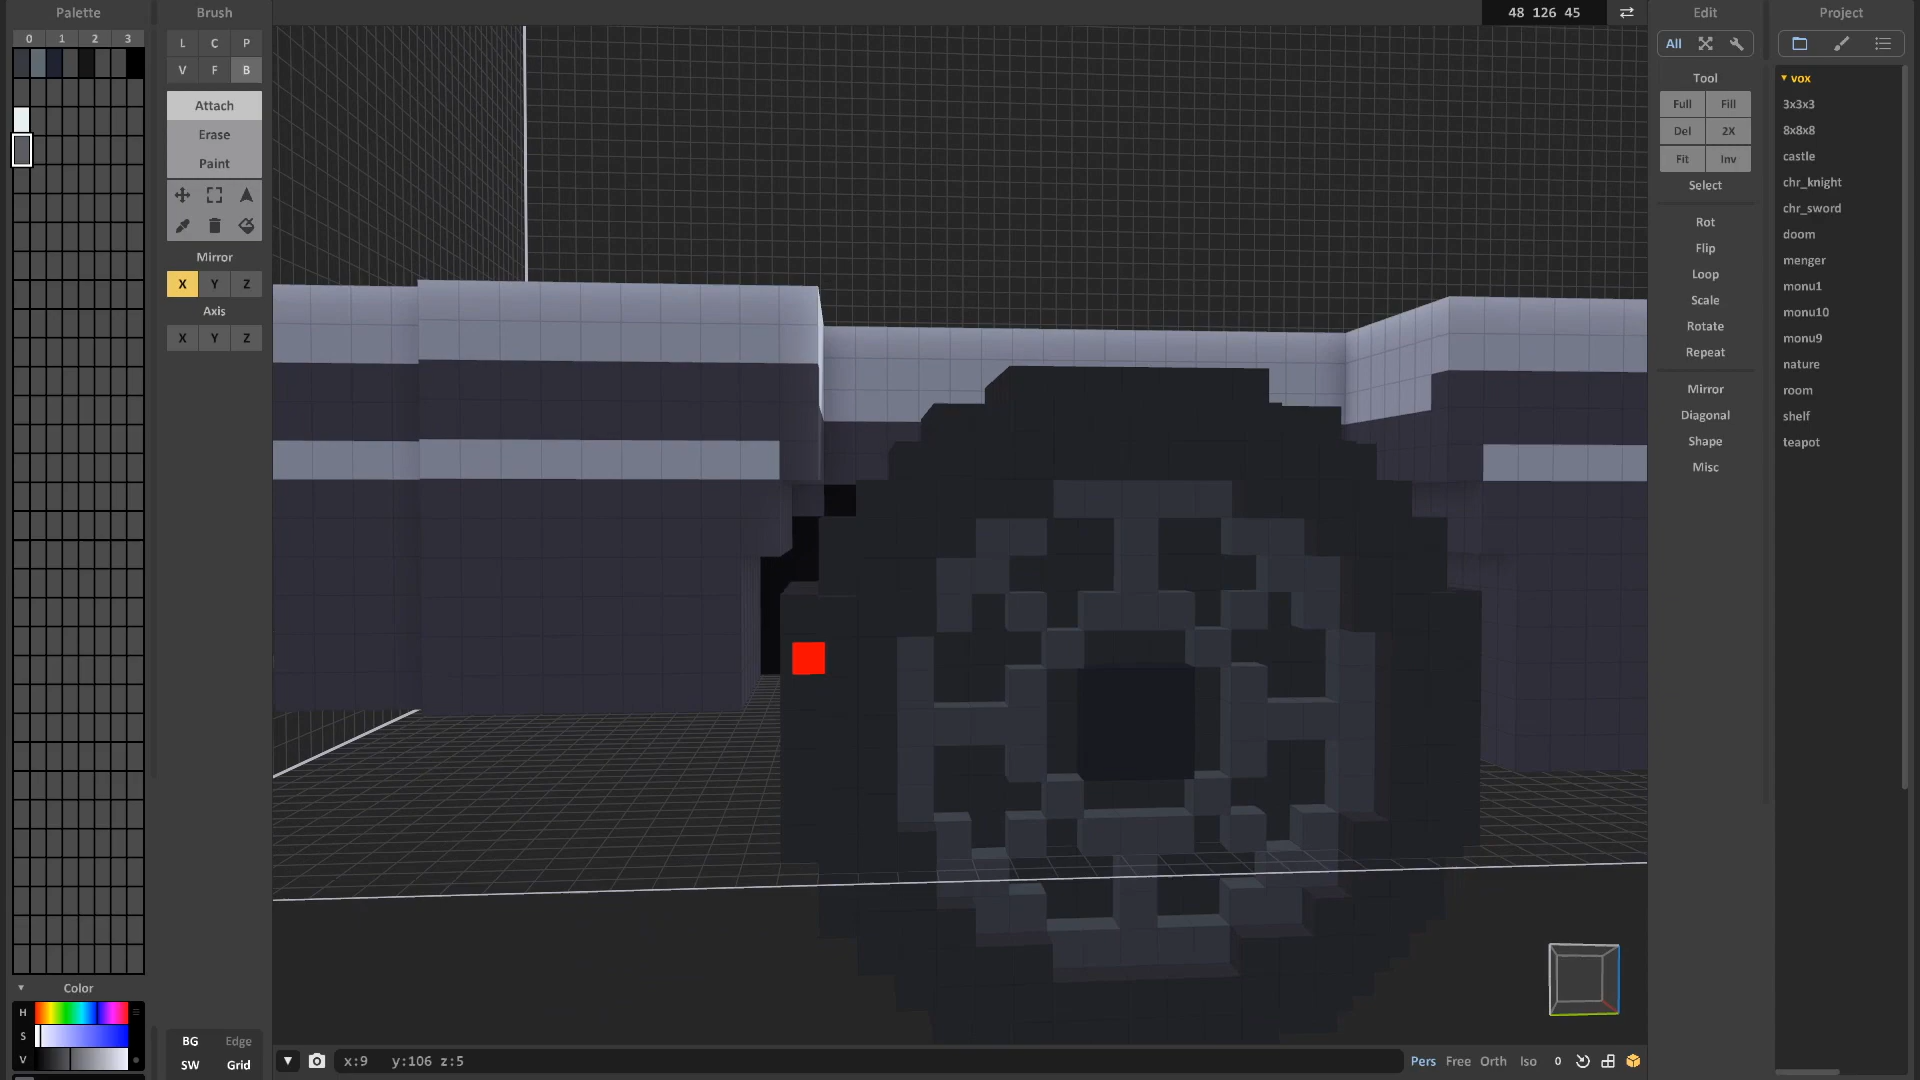 Palette
0 1 2 3
Color
H
S
V
Brush
L C P
V F B
Attach
Erase
Paint
Mirror
X Y Z
Axis
X Y Z
BG Edge
SW Grid
48 126 45
x:9 y:106 z:5
Pers Free Orth Iso 0
Edit
All
Tool
Full Fill
Del 2X
Fit Inv
Select
Rot
Flip
Loop
Scale
Rotate
Repeat
Mirror
Diagonal
Shape
Misc
Project
vox
3x3x3
8x8x8
castle
chr_knight
chr_sword
doom
menger
monu1
monu10
monu9
nature
room
shelf
teapot